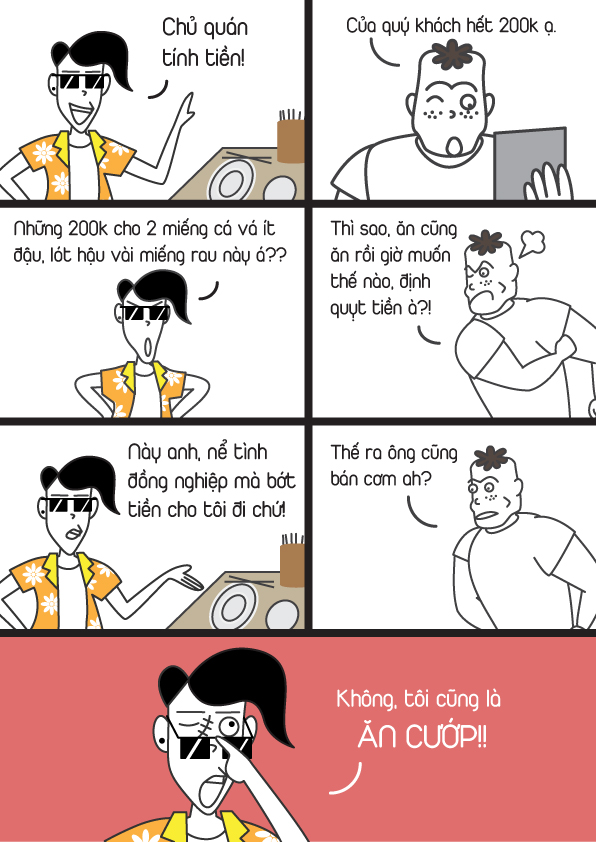 Chủ quán
tính tiền!
Của quý khách hết 200k ạ.
Những 200k cho 2 miếng cá vá ít
đậu, lót hậu vài miếng rau này á??
Thì sao, ăn cũng
ăn rồi giờ muốn
thế nào, định
quỵt tiền à?!
Này anh, nể tình
đồng nghiệp mà bớt
tiền cho tôi đi chứ!
Thế ra ông cũng
bán cơm ah?
Không, tôi cũng là
ĂN CƯỚP!!